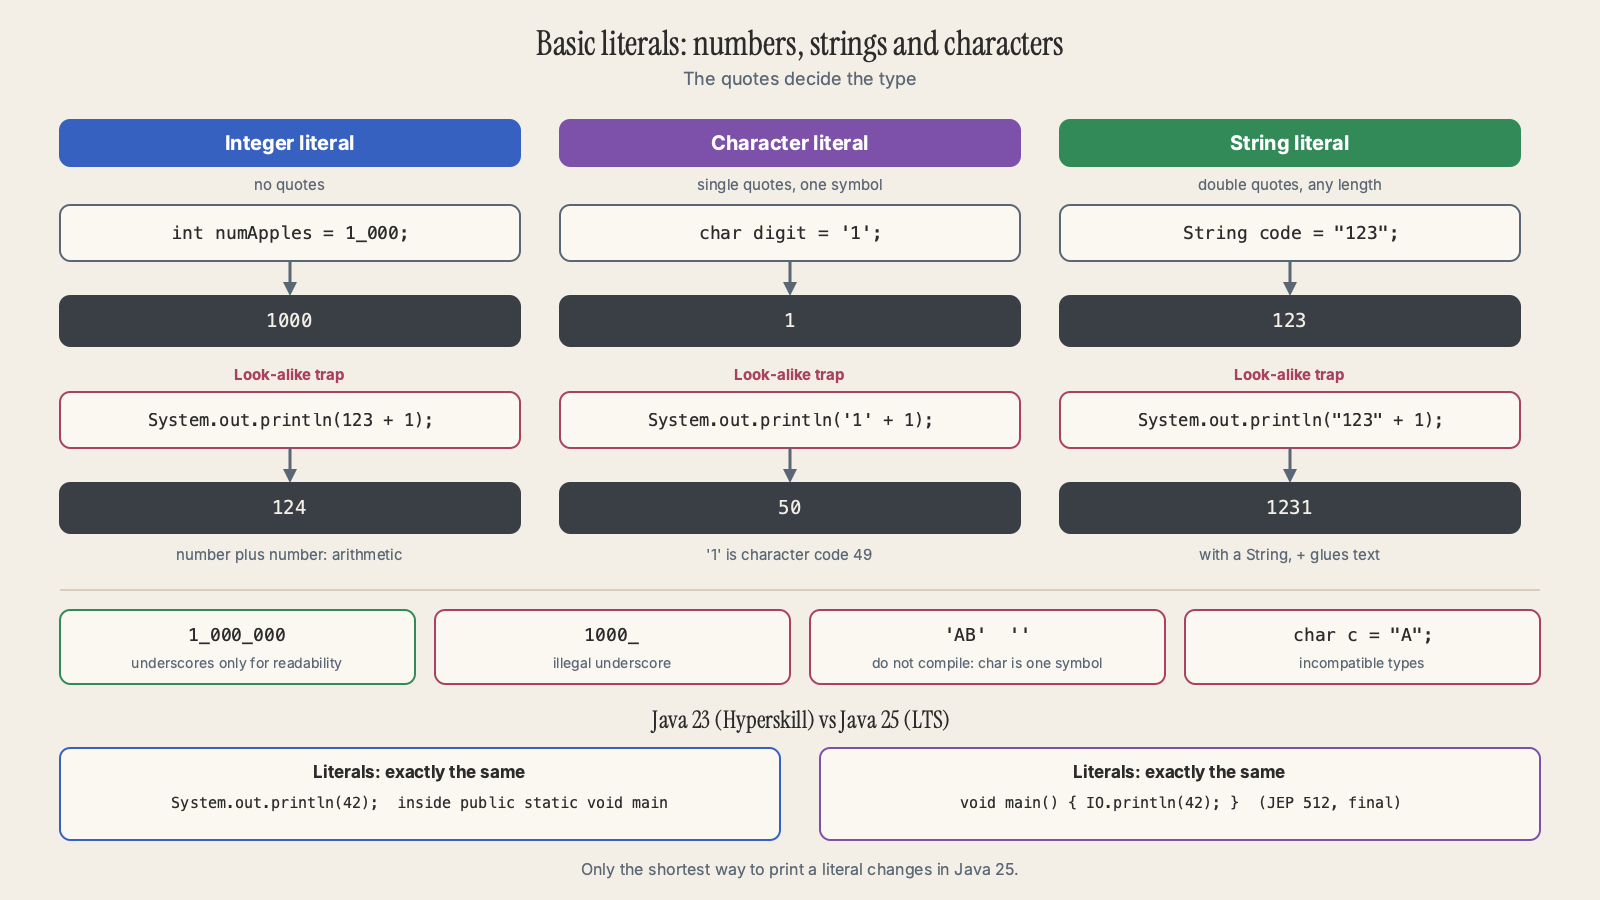 Basic literals: numbers, strings and characters
The quotes decide the type
Integer literal
no quotes
int numApples = 1_000;
1000
Look-alike trap
System.out.println(123 + 1);
124
number plus number: arithmetic
Character literal
single quotes, one symbol
char digit = '1';
1
Look-alike trap
System.out.println('1' + 1);
50
'1' is character code 49
String literal
double quotes, any length
String code = "123";
123
Look-alike trap
System.out.println("123" + 1);
1231
with a String, + glues text
1_000_000
underscores only for readability
1000_
illegal underscore
'AB'  ''
do not compile: char is one symbol
char c = "A";
incompatible types
Java 23 (Hyperskill) vs Java 25 (LTS)
Literals: exactly the same
System.out.println(42);  inside public static void main
Literals: exactly the same
void main() { IO.println(42); }  (JEP 512, final)
Only the shortest way to print a literal changes in Java 25.